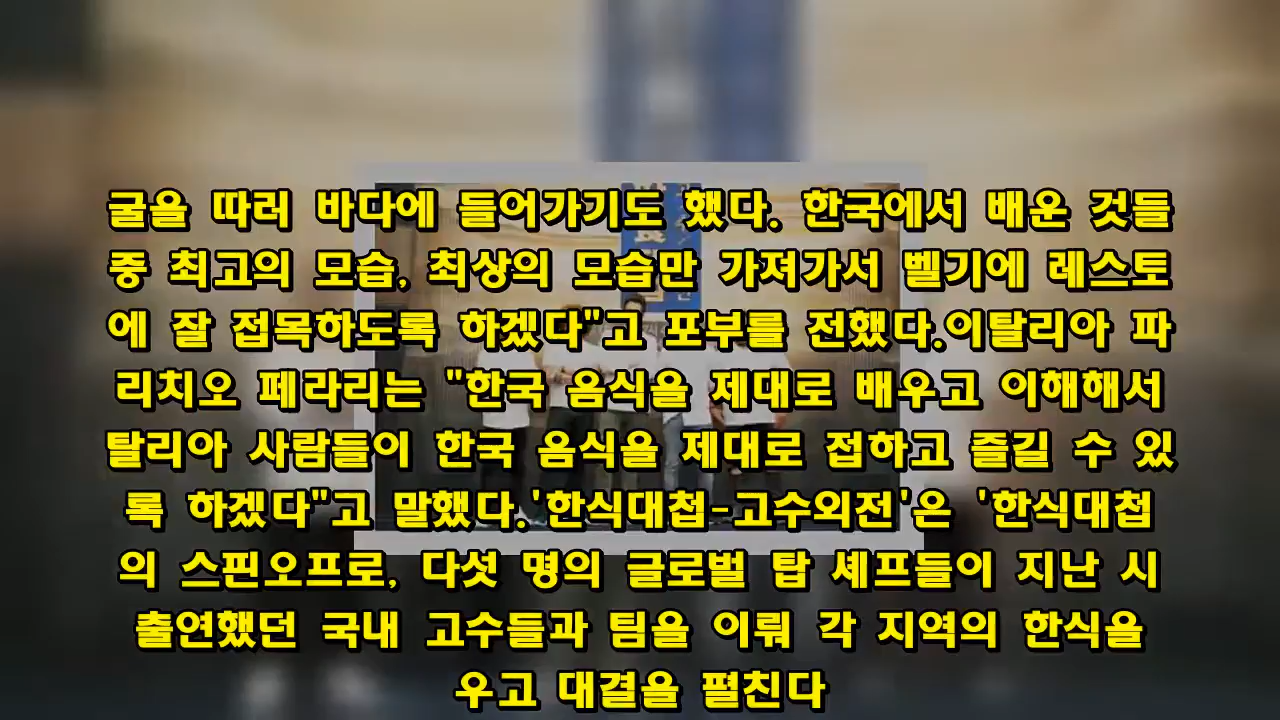 굴을 따러 바다에 들어가기도 했다. 한국에서 배운 것들
중 최고의 모습, 최상의 모습만 가져가서 벨기에 레스토
에 잘 접목하도록 하겠다"고 포부를 전했다.이탈리아 파
리치오 페라리는 "한국 음식을 제대로 배우고 이해해서
탈리아 사람들이 한국 음식을 제대로 접하고 즐길 수 있
록 하겠다"고 말했다.'한식대첩-고수외전'은 '한식대첩
의 스핀오프로, 다섯 명의 글로벌 탑 셰프들이 지난 시
출연했던 국내 고수들과 팀을 이뤄 각 지역의 한식을
우고 대결을 펼친다